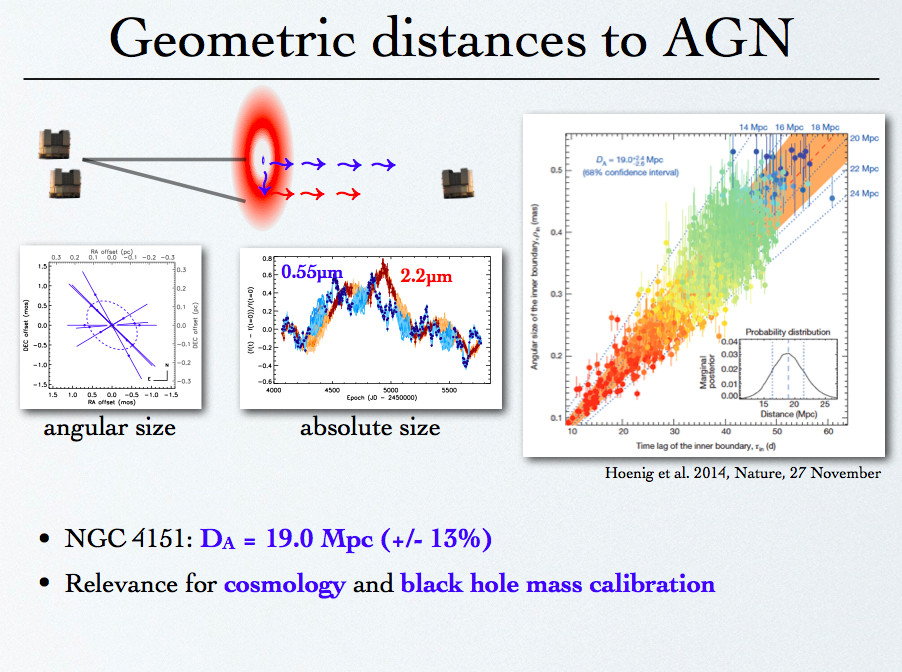 Geometric distances to AGN
RA offset (pc)
0.3 0.2 0.1 0.0 −0.1 −0.2 −0.3
1.5
1.0
0.5
0.0
−0.5
−1.0
−1.5
DEC offset (mas)
0.3
0.2
0.1
0.0
−0.1
−0.2
−0.3
DEC offset (pc)
N
E
1.5 1.0 0.5 0.0 −0.5 −1.0 −1.5
RA offset (mas)
angular size
0.55µm
2.2µm
0.8
0.6
0.4
0.2
0.0
−0.2
−0.4
−0.6
(f(t) − f(t=0))/f(t=0)
4000 4500 5000 5500
Epoch (JD − 2450000)
absolute size
14 Mpc 16 Mpc 18 Mpc
20 Mpc
22 Mpc
24 Mpc
D_A = 19.0 +2.4 −2.6 Mpc
(68% confidence interval)
0.5
0.4
0.3
0.2
0.1
Angular size of the inner boundary, ρin (mas)
Probability distribution
0.04
0.03
0.02
0.01
0.00
Marginal
posterior
15 20 25
Distance (Mpc)
10 20 30 40 50 60
Time lag of the inner boundary, τin (d)
Hoenig et al. 2014, Nature, 27 November
• NGC 4151: DA = 19.0 Mpc (+/- 13%)
• Relevance for cosmology and black hole mass calibration